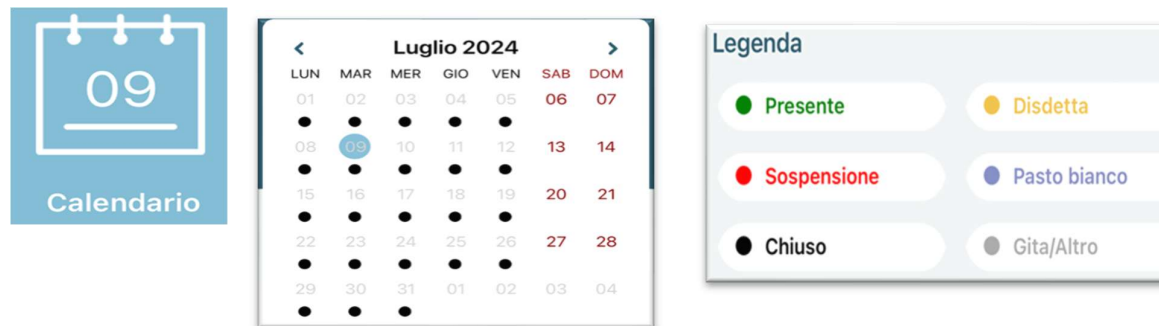 09
Calendario
< Luglio 2024 >
LUN MAR MER GIO VEN SAB DOM
01 02 03 04 05 06 07
08 09 10 11 12 13 14
15 16 17 18 19 20 21
22 23 24 25 26 27 28
29 30 31 01 02 03 04
Legenda
Presente Disdetta
Sospensione Pasto bianco
Chiuso Gita/Altro